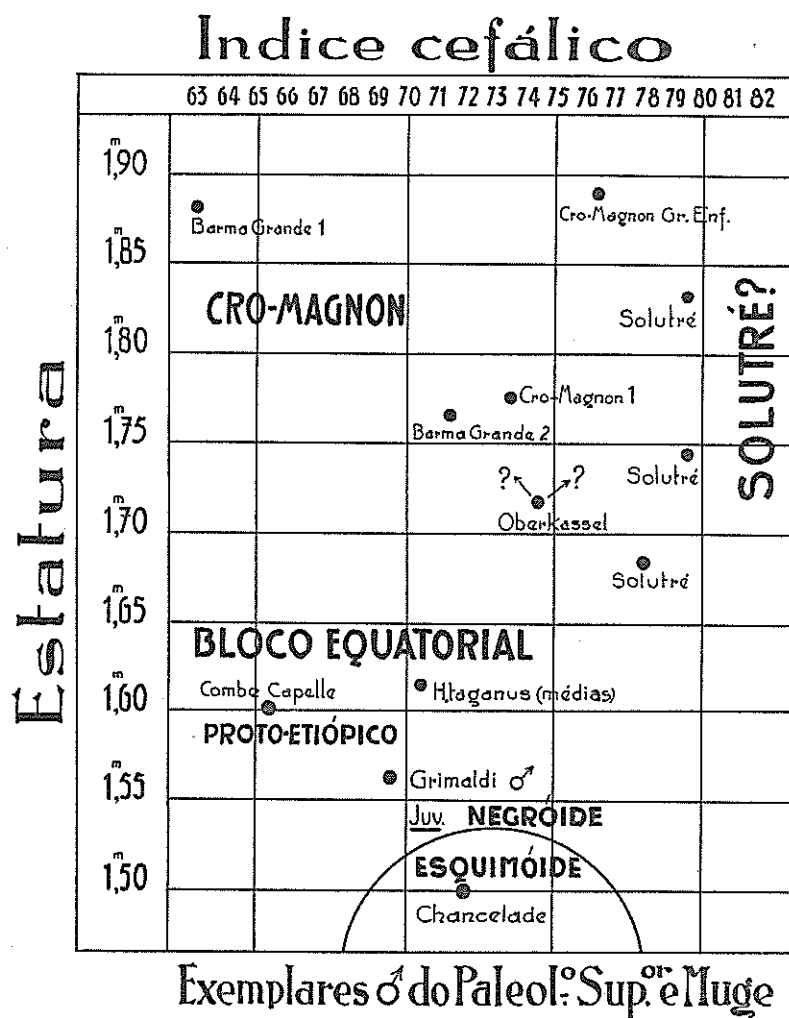 Indice cefálico
63 64 65 66 67 68 69 70 71 72 73 74 75 76 77 78 79 80 81 82
Estatura
1,90 m
Cro-Magnon Gr. Enf.
Barma Grande 1
1,85 m
CRO-MAGNON
Solutré
SOLUTRÉ?
1,80 m
Cro-Magnon 1
Barma Grande 2
1,75 m
Solutré
? ?
Oberkassel
1,70 m
Solutré
1,65 m
BLOCO EQUATORIAL
Combe Capelle
H.taganus (médias)
1,60 m
PROTO-ETIÓPICO
1,55 m
Grimaldi ♂
Juv. NEGRÓIDE
ESQUIMÓIDE
1,50 m
Chancelade
Exemplares ♂ do Paleol.º Sup.or e Muge